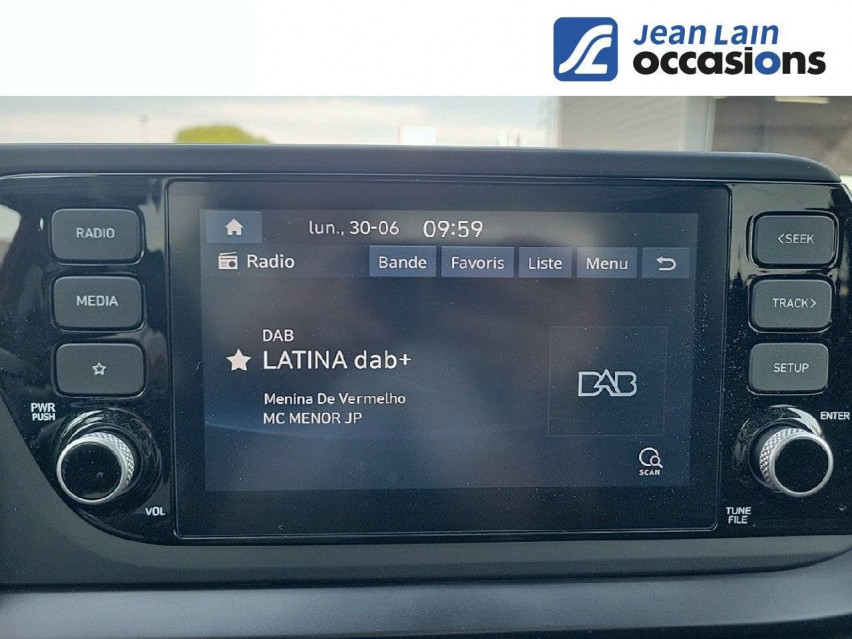 Jean Lain
occasions
lun., 30-06 09:59
Radio Bande Favoris Liste Menu
DAB
LATINA dab+
Menina De Vermelho
MC MENOR JP
DAB
SCAN
RADIO
MEDIA
PWR
PUSH
VOL
<SEEK
TRACK>
SETUP
ENTER
TUNE
FILE